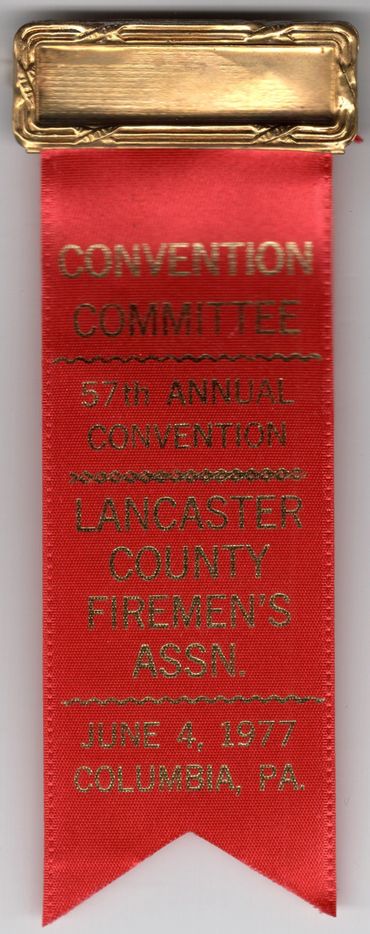 CONVENTION
COMMITTEE
57th ANNUAL
CONVENTION
LANCASTER
COUNTY
FIREMEN'S
ASSN.
JUNE 4, 1977
COLUMBIA, PA.